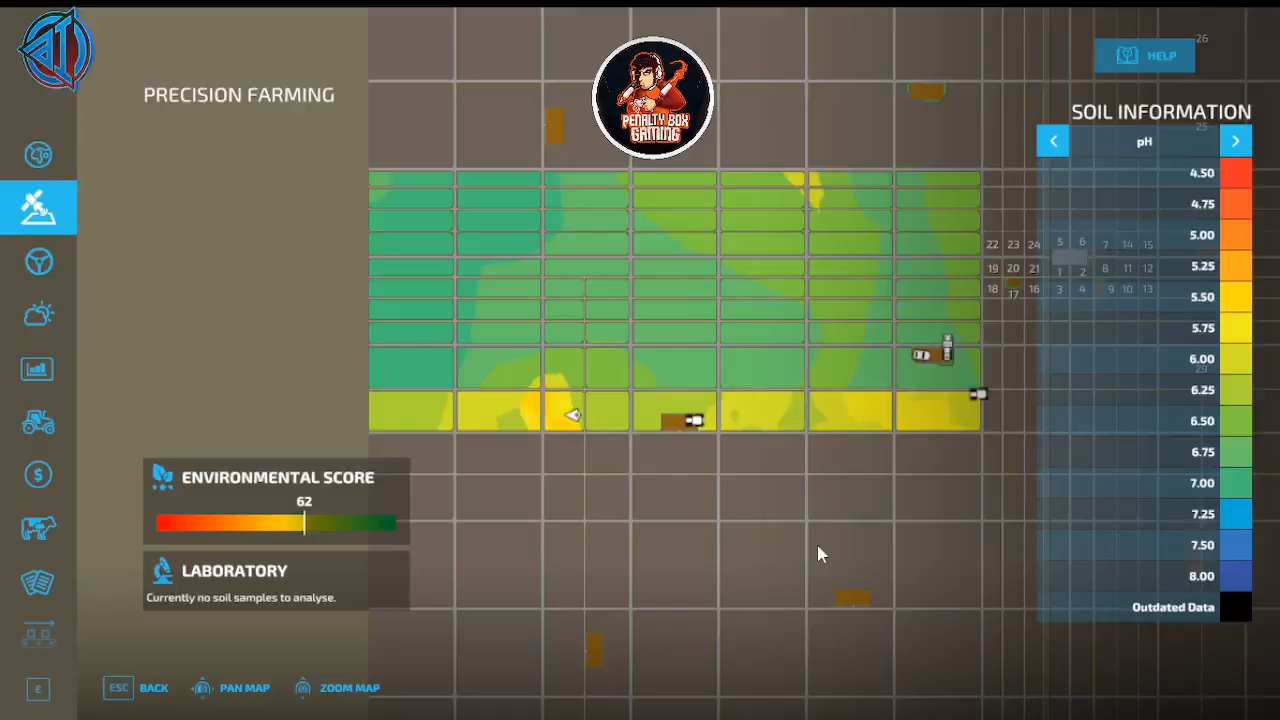 PRECISION FARMING
PENALTY BOX
GAMING
26
HELP
SOIL INFORMATION
25
pH
4.50
4.75
5.00
5.25
5.50
5.75
6.00
29
6.25
6.50
6.75
7.00
7.25
7.50
8.00
Outdated Data
22 23 24 5 6 7 14 15
19 20 21 1 2 8 11 12
18 17 16 3 4 9 10 13
ENVIRONMENTAL SCORE
62
LABORATORY
Currently no soil samples to analyse.
ESC BACK PAN MAP ZOOM MAP
E